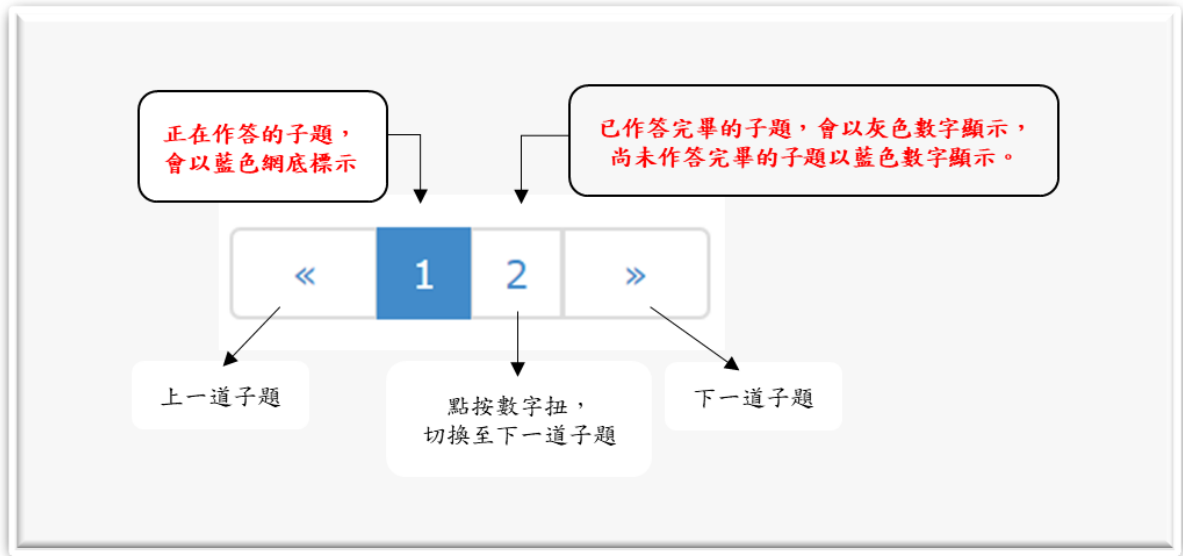 正在作答的子題，
會以藍色網底標示
已作答完畢的子題，會以灰色數字顯示，
尚未作答完畢的子題以藍色數字顯示。
« 1 2 »
上一道子題
點按數字扭，
切換至下一道子題
下一道子題